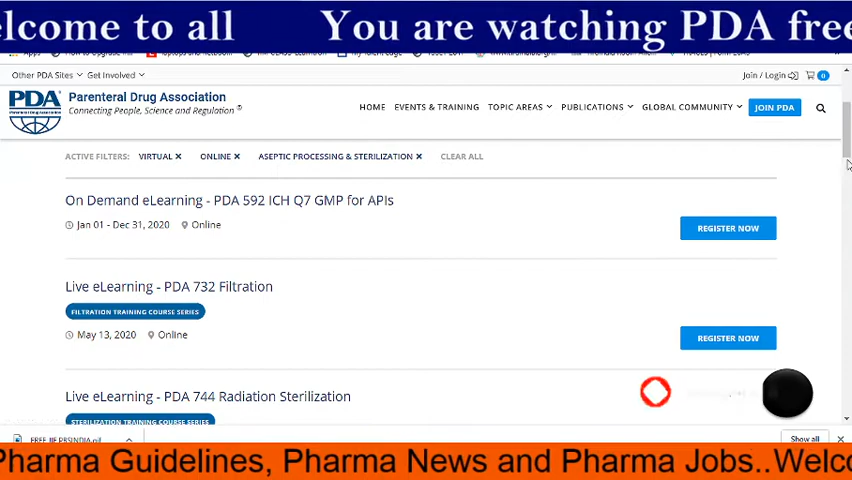 elcome to all You are watching PDA free
Other PDA Sites Get Involved Join / Login 0
PDA Parenteral Drug Association
Connecting People, Science and Regulation ®
HOME EVENTS & TRAINING TOPIC AREAS PUBLICATIONS GLOBAL COMMUNITY JOIN PDA
ACTIVE FILTERS: VIRTUAL ✕ ONLINE ✕ ASEPTIC PROCESSING & STERILIZATION ✕ CLEAR ALL
On Demand eLearning - PDA 592 ICH Q7 GMP for APIs
Jan 01 - Dec 31, 2020 Online
REGISTER NOW
Live eLearning - PDA 732 Filtration
FILTRATION TRAINING COURSE SERIES
May 13, 2020 Online
REGISTER NOW
Live eLearning - PDA 744 Radiation Sterilization
STERILIZATION TRAINING COURSE SERIES
Show all
Pharma Guidelines, Pharma News and Pharma Jobs..Welco